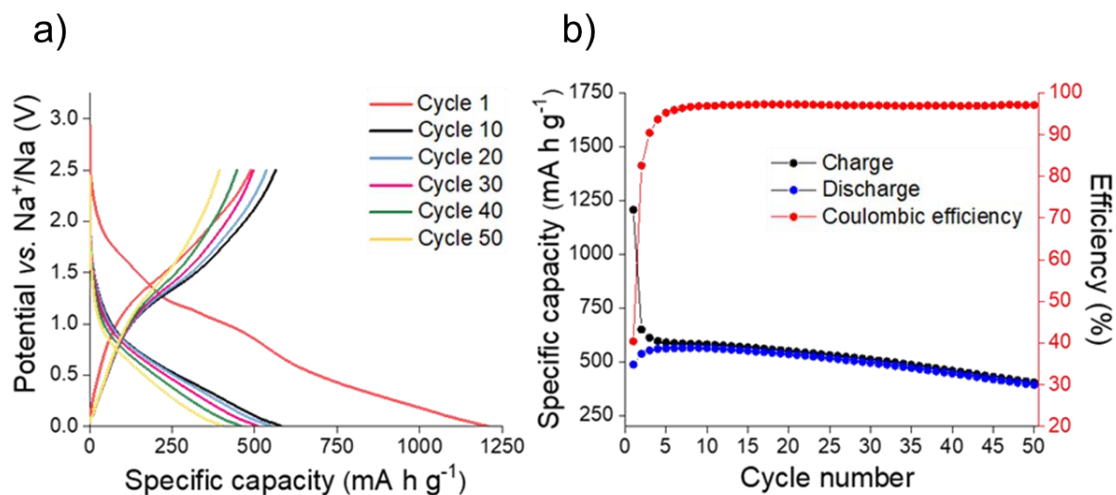 a)
3.0
2.5
2.0
1.5
1.0
0.5
0.0
Potential vs. Na⁺/Na (V)
Cycle 1
Cycle 10
Cycle 20
Cycle 30
Cycle 40
Cycle 50
0 250 500 750 1000 1250
Specific capacity (mA h g⁻¹)
b)
1750
1500
1250
1000
750
500
250
Specific capacity (mA h g⁻¹)
Charge
Discharge
Coulombic efficiency
100
90
80
70
60
50
40
30
20
Efficiency (%)
0 5 10 15 20 25 30 35 40 45 50
Cycle number